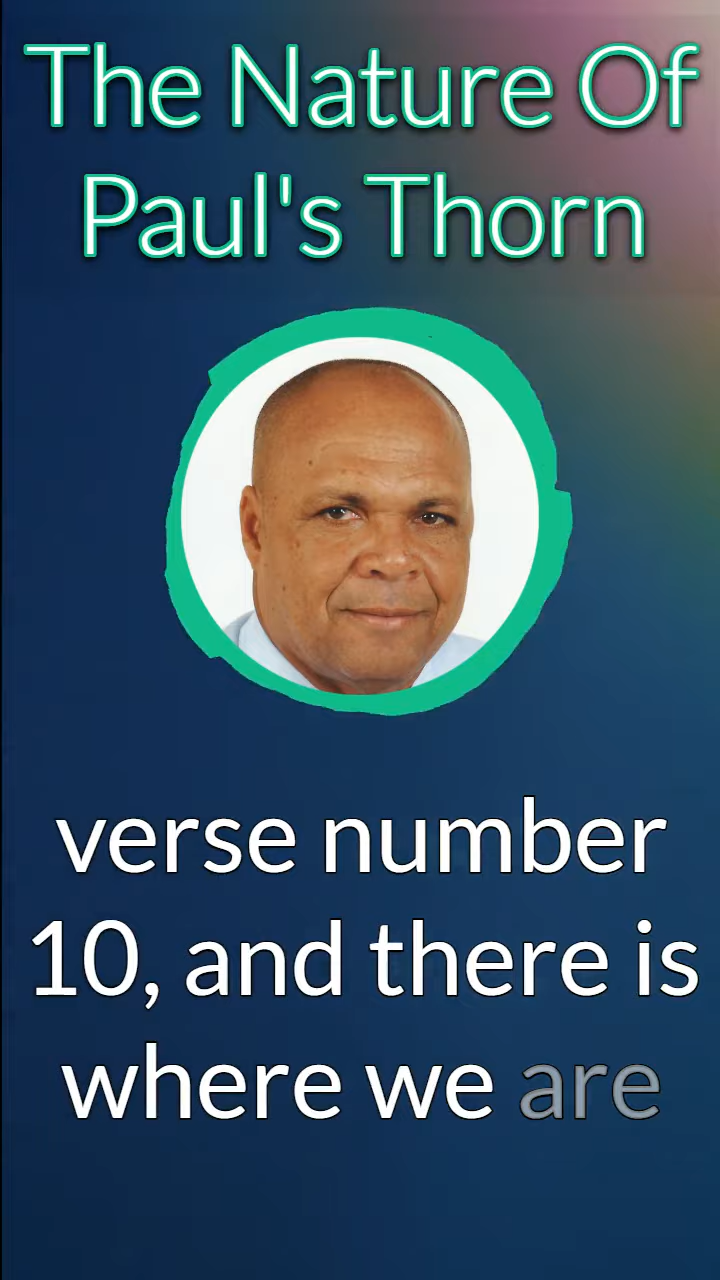 The Nature Of
Paul's Thorn
verse number
10, and there is
where we are